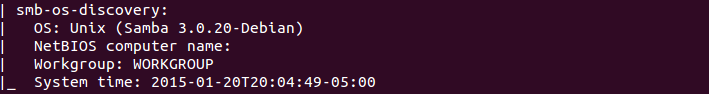 | smb-os-discovery:
|   OS: Unix (Samba 3.0.20-Debian)
|   NetBIOS computer name:
|   Workgroup: WORKGROUP
|_  System time: 2015-01-20T20:04:49-05:00